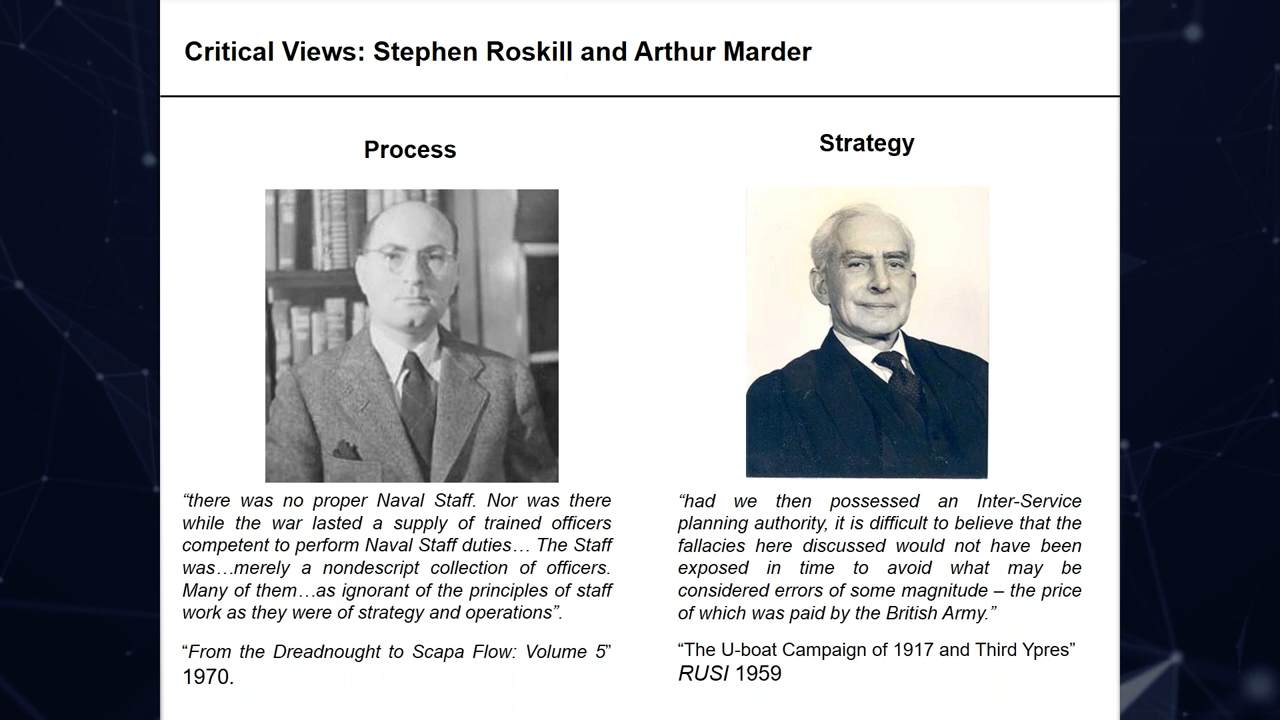 Critical Views: Stephen Roskill and Arthur Marder
Process
“there was no proper Naval Staff. Nor was there
while the war lasted a supply of trained officers
competent to perform Naval Staff duties… The Staff
was…merely a nondescript collection of officers.
Many of them…as ignorant of the principles of staff
work as they were of strategy and operations”.
“From the Dreadnought to Scapa Flow: Volume 5”
1970.
Strategy
“had we then possessed an Inter-Service
planning authority, it is difficult to believe that the
fallacies here discussed would not have been
exposed in time to avoid what may be
considered errors of some magnitude – the price
of which was paid by the British Army.”
“The U-boat Campaign of 1917 and Third Ypres”
RUSI 1959